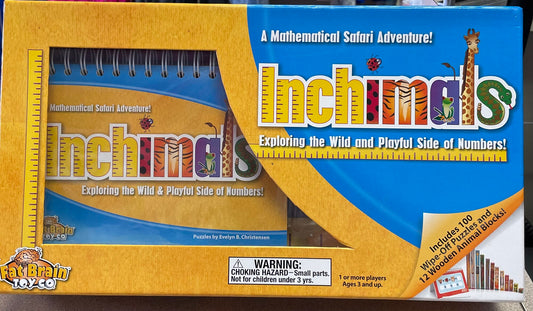 A Mathematical Safari Adventure!
Inchimals
Exploring the Wild and Playful Side of Numbers!
Mathematical Safari Adventure!
Inchimals
Exploring the Wild & Playful Side of Numbers!
Puzzles by Evelyn B. Christensen
Includes 100
Wipe-Off Puzzles and
12 Wooden Animal Blocks!
Fat Brain
TOY CO
WARNING:
CHOKING HAZARD–Small parts.
Not for children under 3 yrs.
1 or more players
Ages 3 and up.